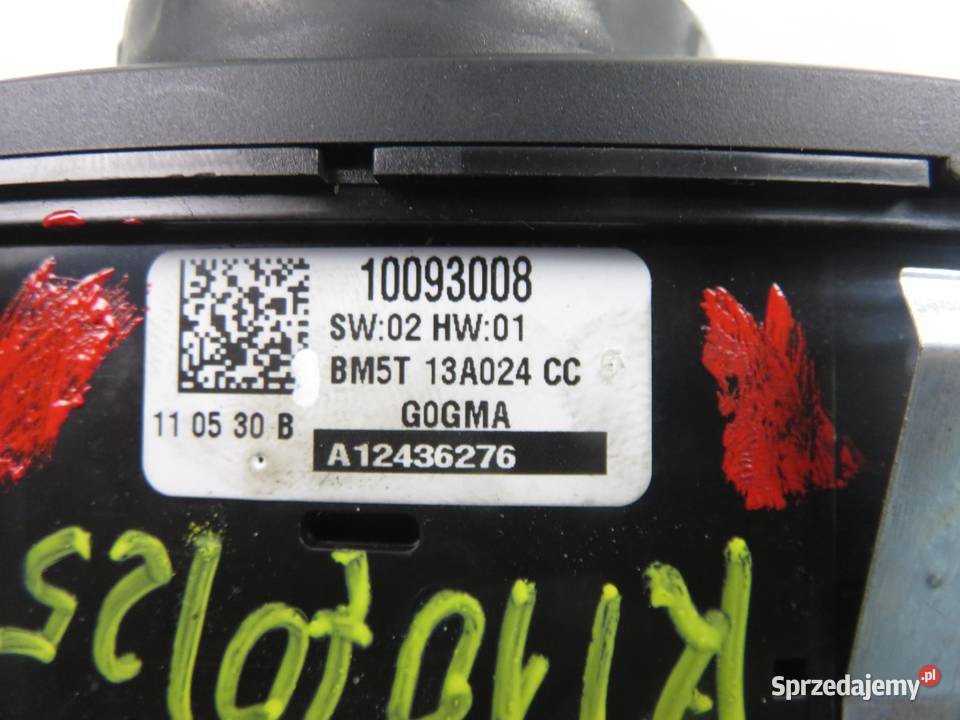 10093008
SW:02 HW:01
BM5T 13A024 CC
11 05 30 B
G0GMA
A12436276
Sprzedajemy.pl